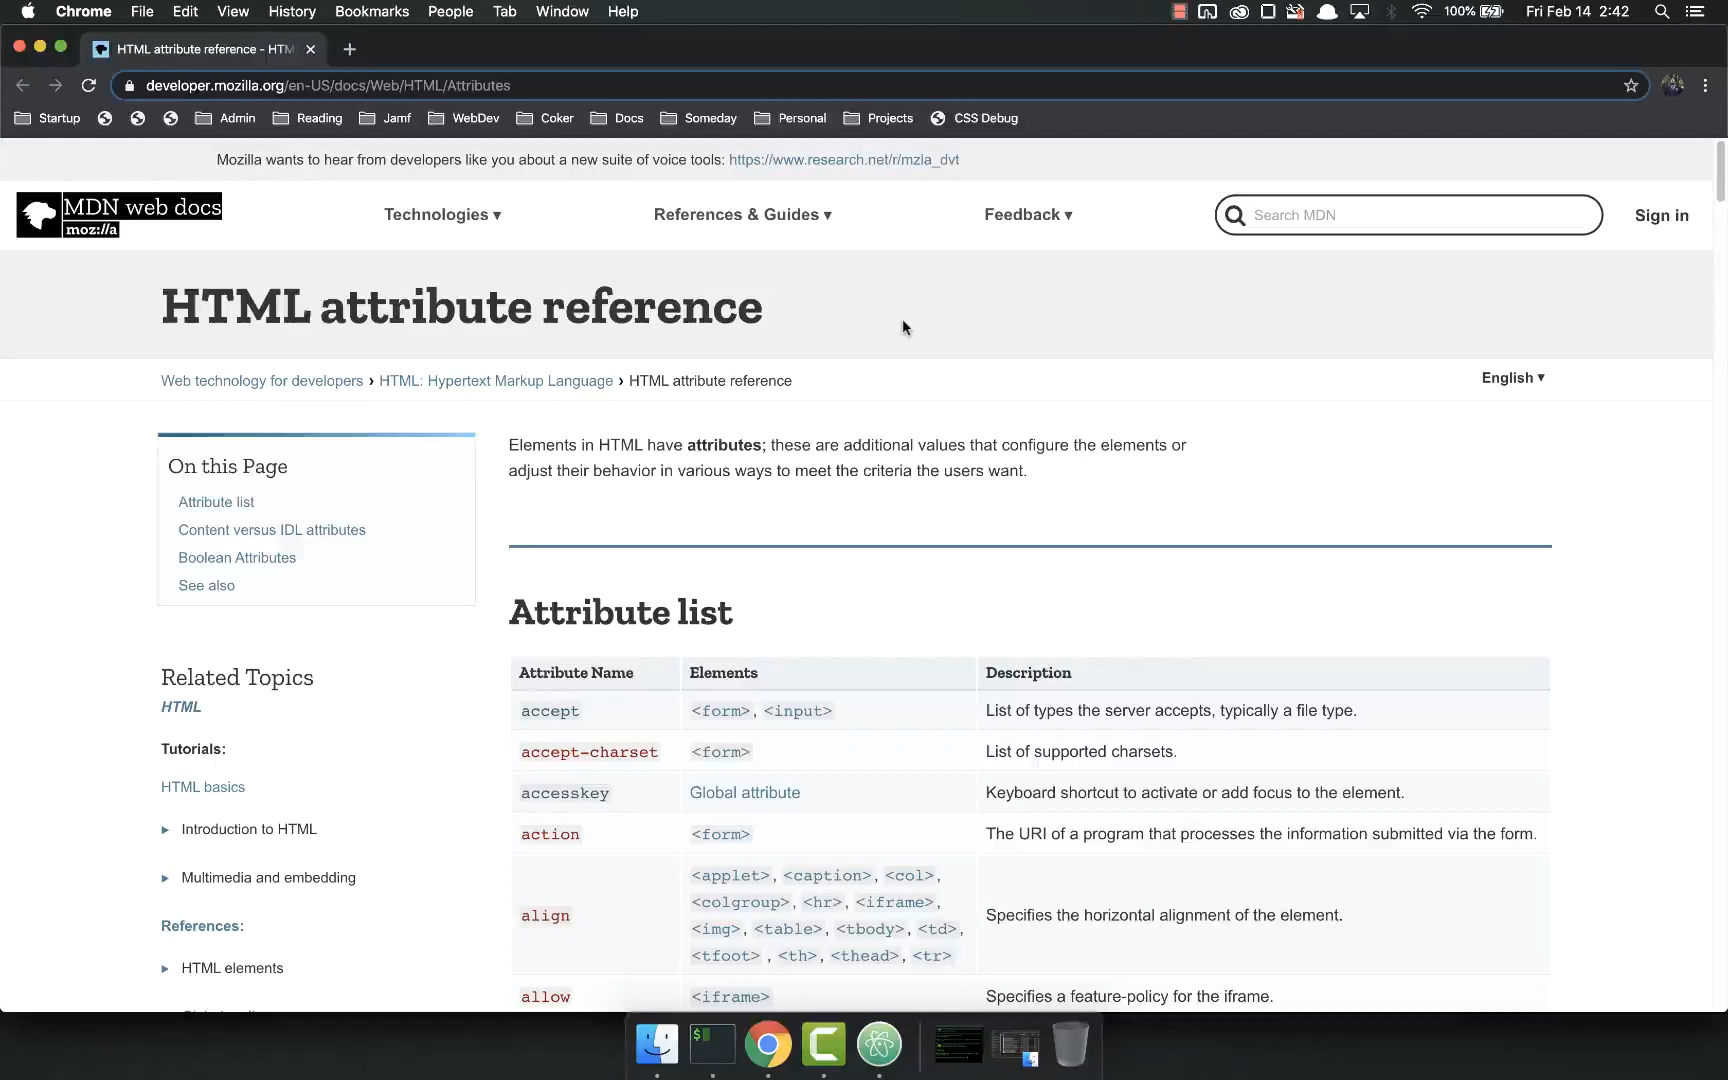 Chrome File Edit View History Bookmarks People Tab Window Help 100% Fri Feb 14 2:42
HTML attribute reference - HTM
developer.mozilla.org/en-US/docs/Web/HTML/Attributes
Startup Admin Reading Jamf WebDev Coker Docs Someday Personal Projects CSS Debug
Mozilla wants to hear from developers like you about a new suite of voice tools: https://www.research.net/r/mzla_dvt
MDN web docs
moz://a
Technologies ▾ References & Guides ▾ Feedback ▾ Search MDN Sign in
HTML attribute reference
Web technology for developers › HTML: Hypertext Markup Language › HTML attribute reference
English ▾
On this Page
Attribute list
Content versus IDL attributes
Boolean Attributes
See also
Related Topics
HTML
Tutorials:
HTML basics
▸ Introduction to HTML
▸ Multimedia and embedding
References:
▸ HTML elements
Elements in HTML have attributes; these are additional values that configure the elements or
adjust their behavior in various ways to meet the criteria the users want.
Attribute list
Attribute Name Elements Description
accept <form>, <input> List of types the server accepts, typically a file type.
accept-charset <form> List of supported charsets.
accesskey Global attribute Keyboard shortcut to activate or add focus to the element.
action <form> The URI of a program that processes the information submitted via the form.
<applet>, <caption>, <col>,
<colgroup>, <hr>, <iframe>,
align Specifies the horizontal alignment of the element.
<img>, <table>, <tbody>, <td>,
<tfoot> , <th>, <thead>, <tr>
allow <iframe> Specifies a feature-policy for the iframe.